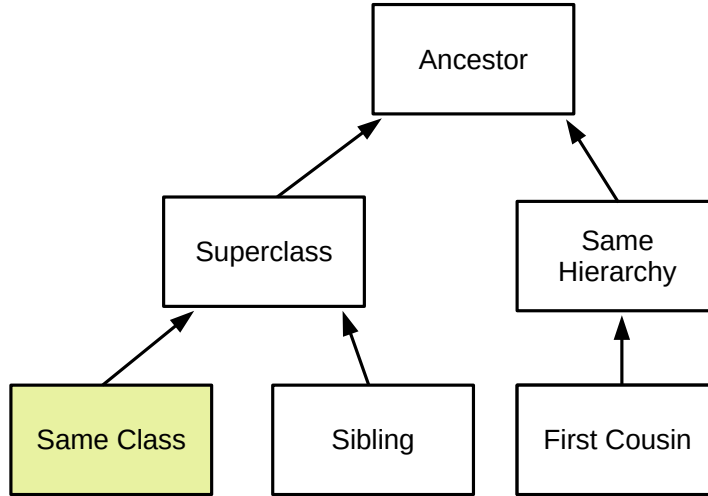 Ancestor
Superclass
Same
Hierarchy
Same Class
Sibling
First Cousin